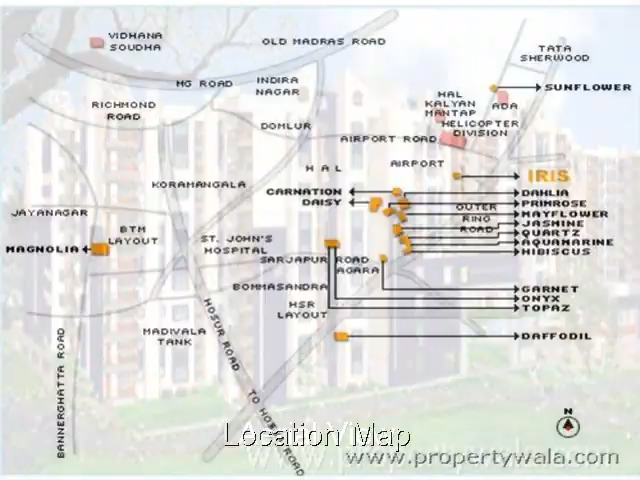 VIDHANA
SOUDHA
OLD MADRAS ROAD
TATA
SHERWOOD
MG ROAD
INDIRA
NAGAR
SUNFLOWER
RICHMOND
ROAD
HAL
KALYAN
MANTAP
ADA
HELICOPTER
DIVISION
DOMLUR
AIRPORT ROAD
HAL
AIRPORT
IRIS
KORAMANGALA
CARNATION
DAISY
DAHLIA
PRIMROSE
MAYFLOWER
JASMINE
QUARTZ
AQUAMARINE
HIBISCUS
OUTER
RING
ROAD
JAYANAGAR
BTM
LAYOUT
MAGNOLIA
ST. JOHN'S
HOSPITAL
SARJAPUR ROAD
AGARA
BOMMASANDRA
GARNET
ONYX
TOPAZ
HSR
LAYOUT
HOSUR ROAD
MADIVALA
TANK
DAFFODIL
BANNERGHATTA ROAD
TO HOSUR ROAD
N
Location Map
www.propertywala.com